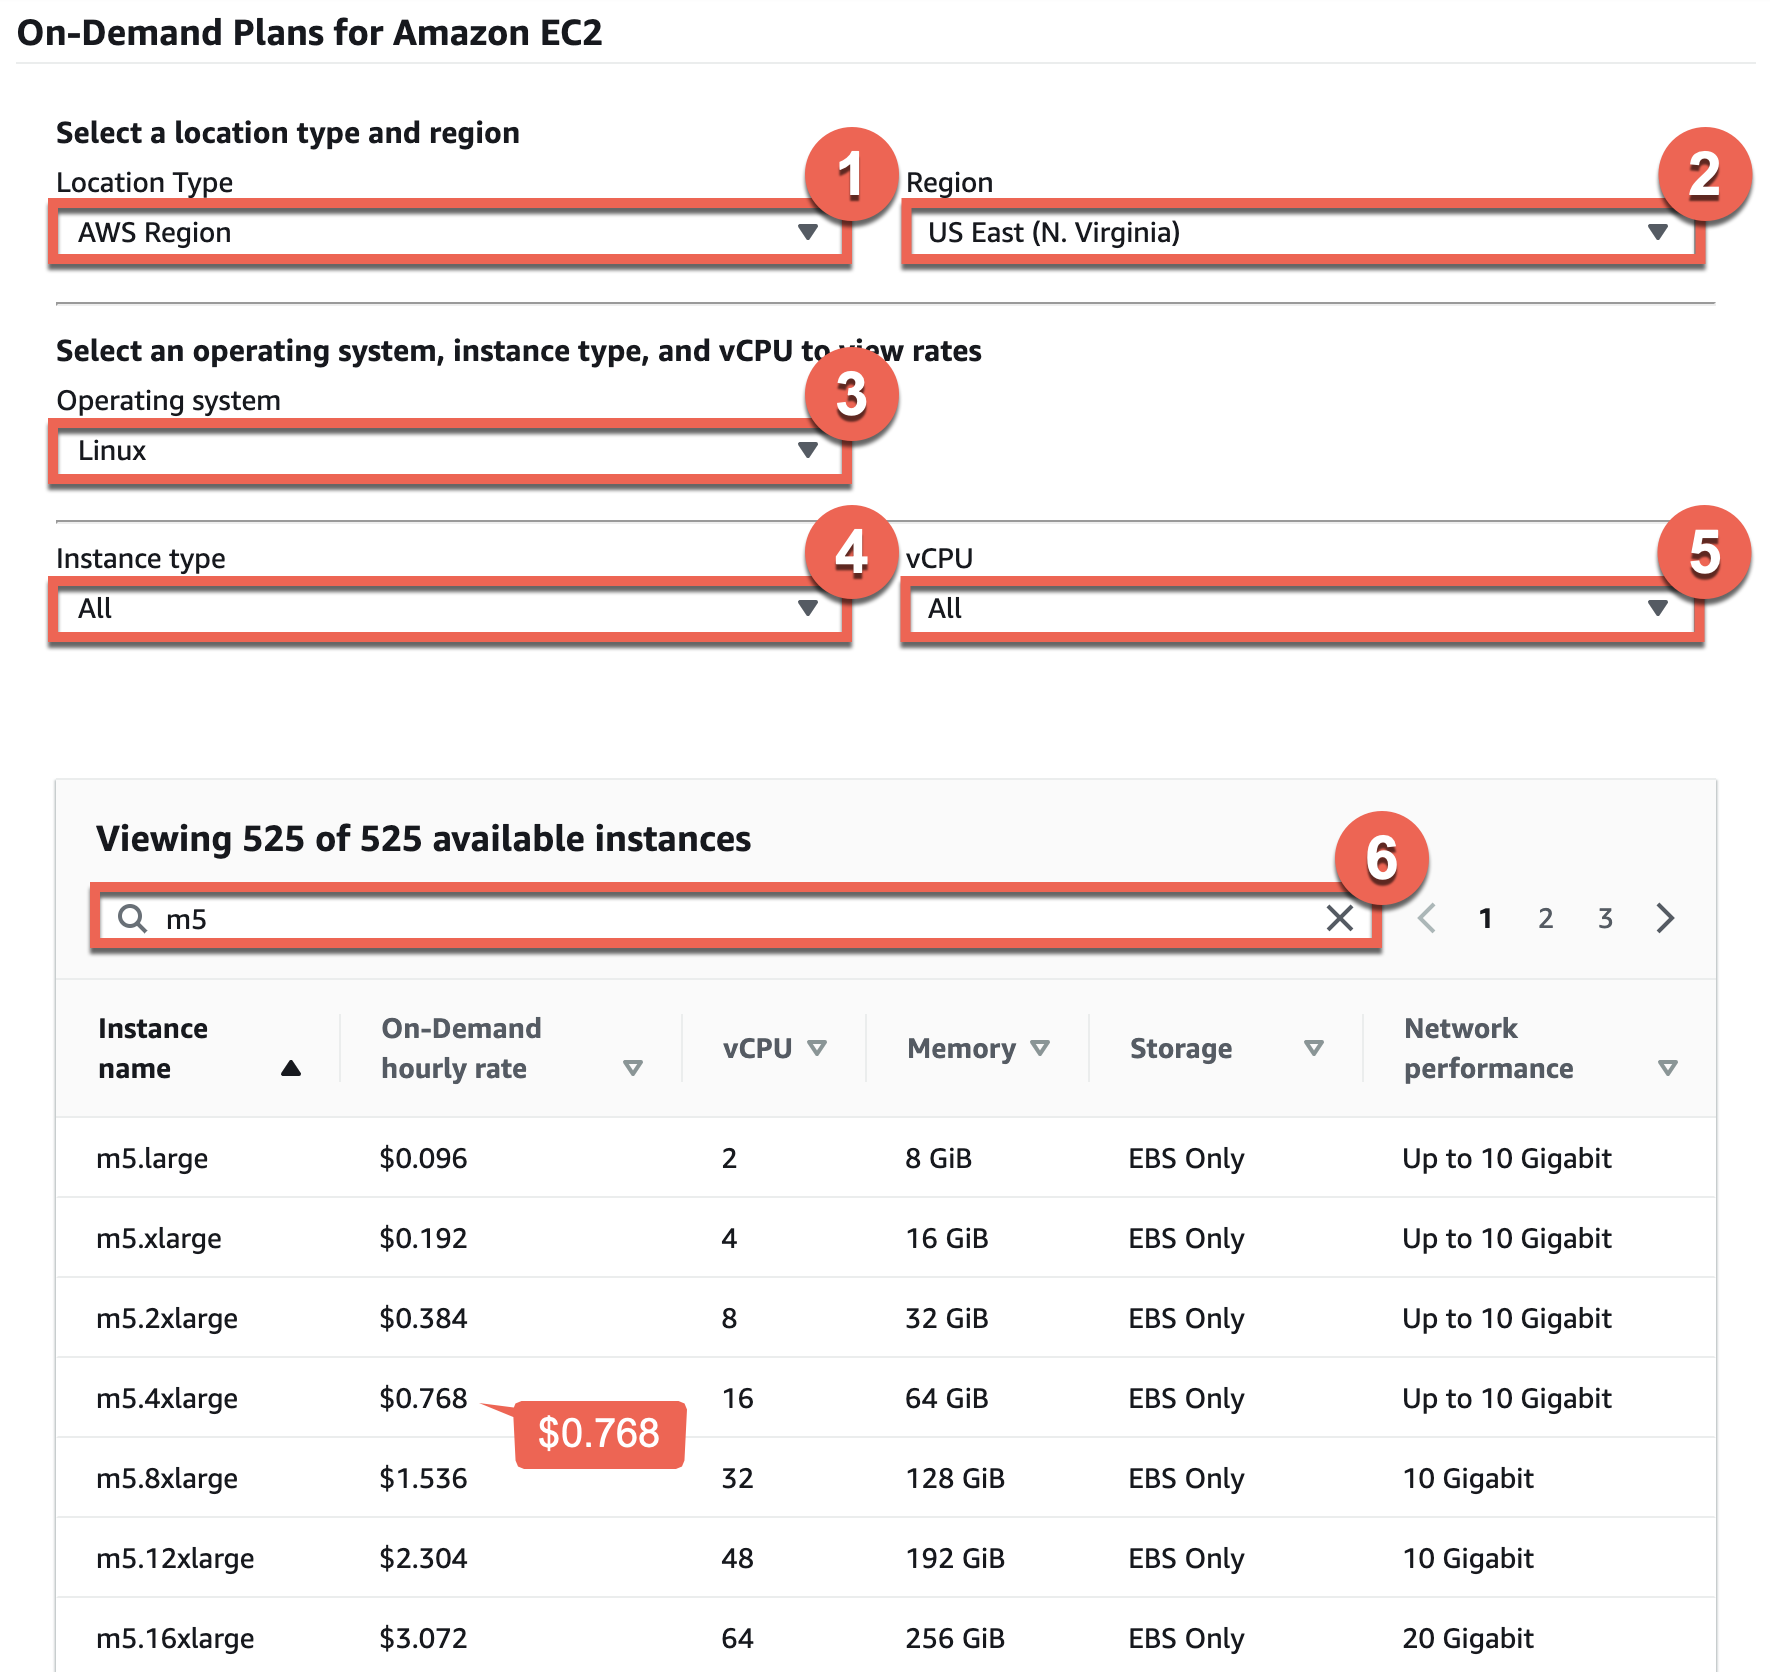 On-Demand Plans for Amazon EC2
Select a location type and region
1
2
Location Type
Region
AWS Region
US East (N. Virginia)
Select an operating system, instance type, and vCPU to view rates
3
Operating system
Linux
4
5
Instance type
vCPU
All
All
Viewing 525 of 525 available instances
6
m5
1 2 3
Instance name
On-Demand hourly rate
vCPU
Memory
Storage
Network performance
m5.large $0.096 2 8 GiB EBS Only Up to 10 Gigabit
m5.xlarge $0.192 4 16 GiB EBS Only Up to 10 Gigabit
m5.2xlarge $0.384 8 32 GiB EBS Only Up to 10 Gigabit
m5.4xlarge $0.768 16 64 GiB EBS Only Up to 10 Gigabit
$0.768
m5.8xlarge $1.536 32 128 GiB EBS Only 10 Gigabit
m5.12xlarge $2.304 48 192 GiB EBS Only 10 Gigabit
m5.16xlarge $3.072 64 256 GiB EBS Only 20 Gigabit